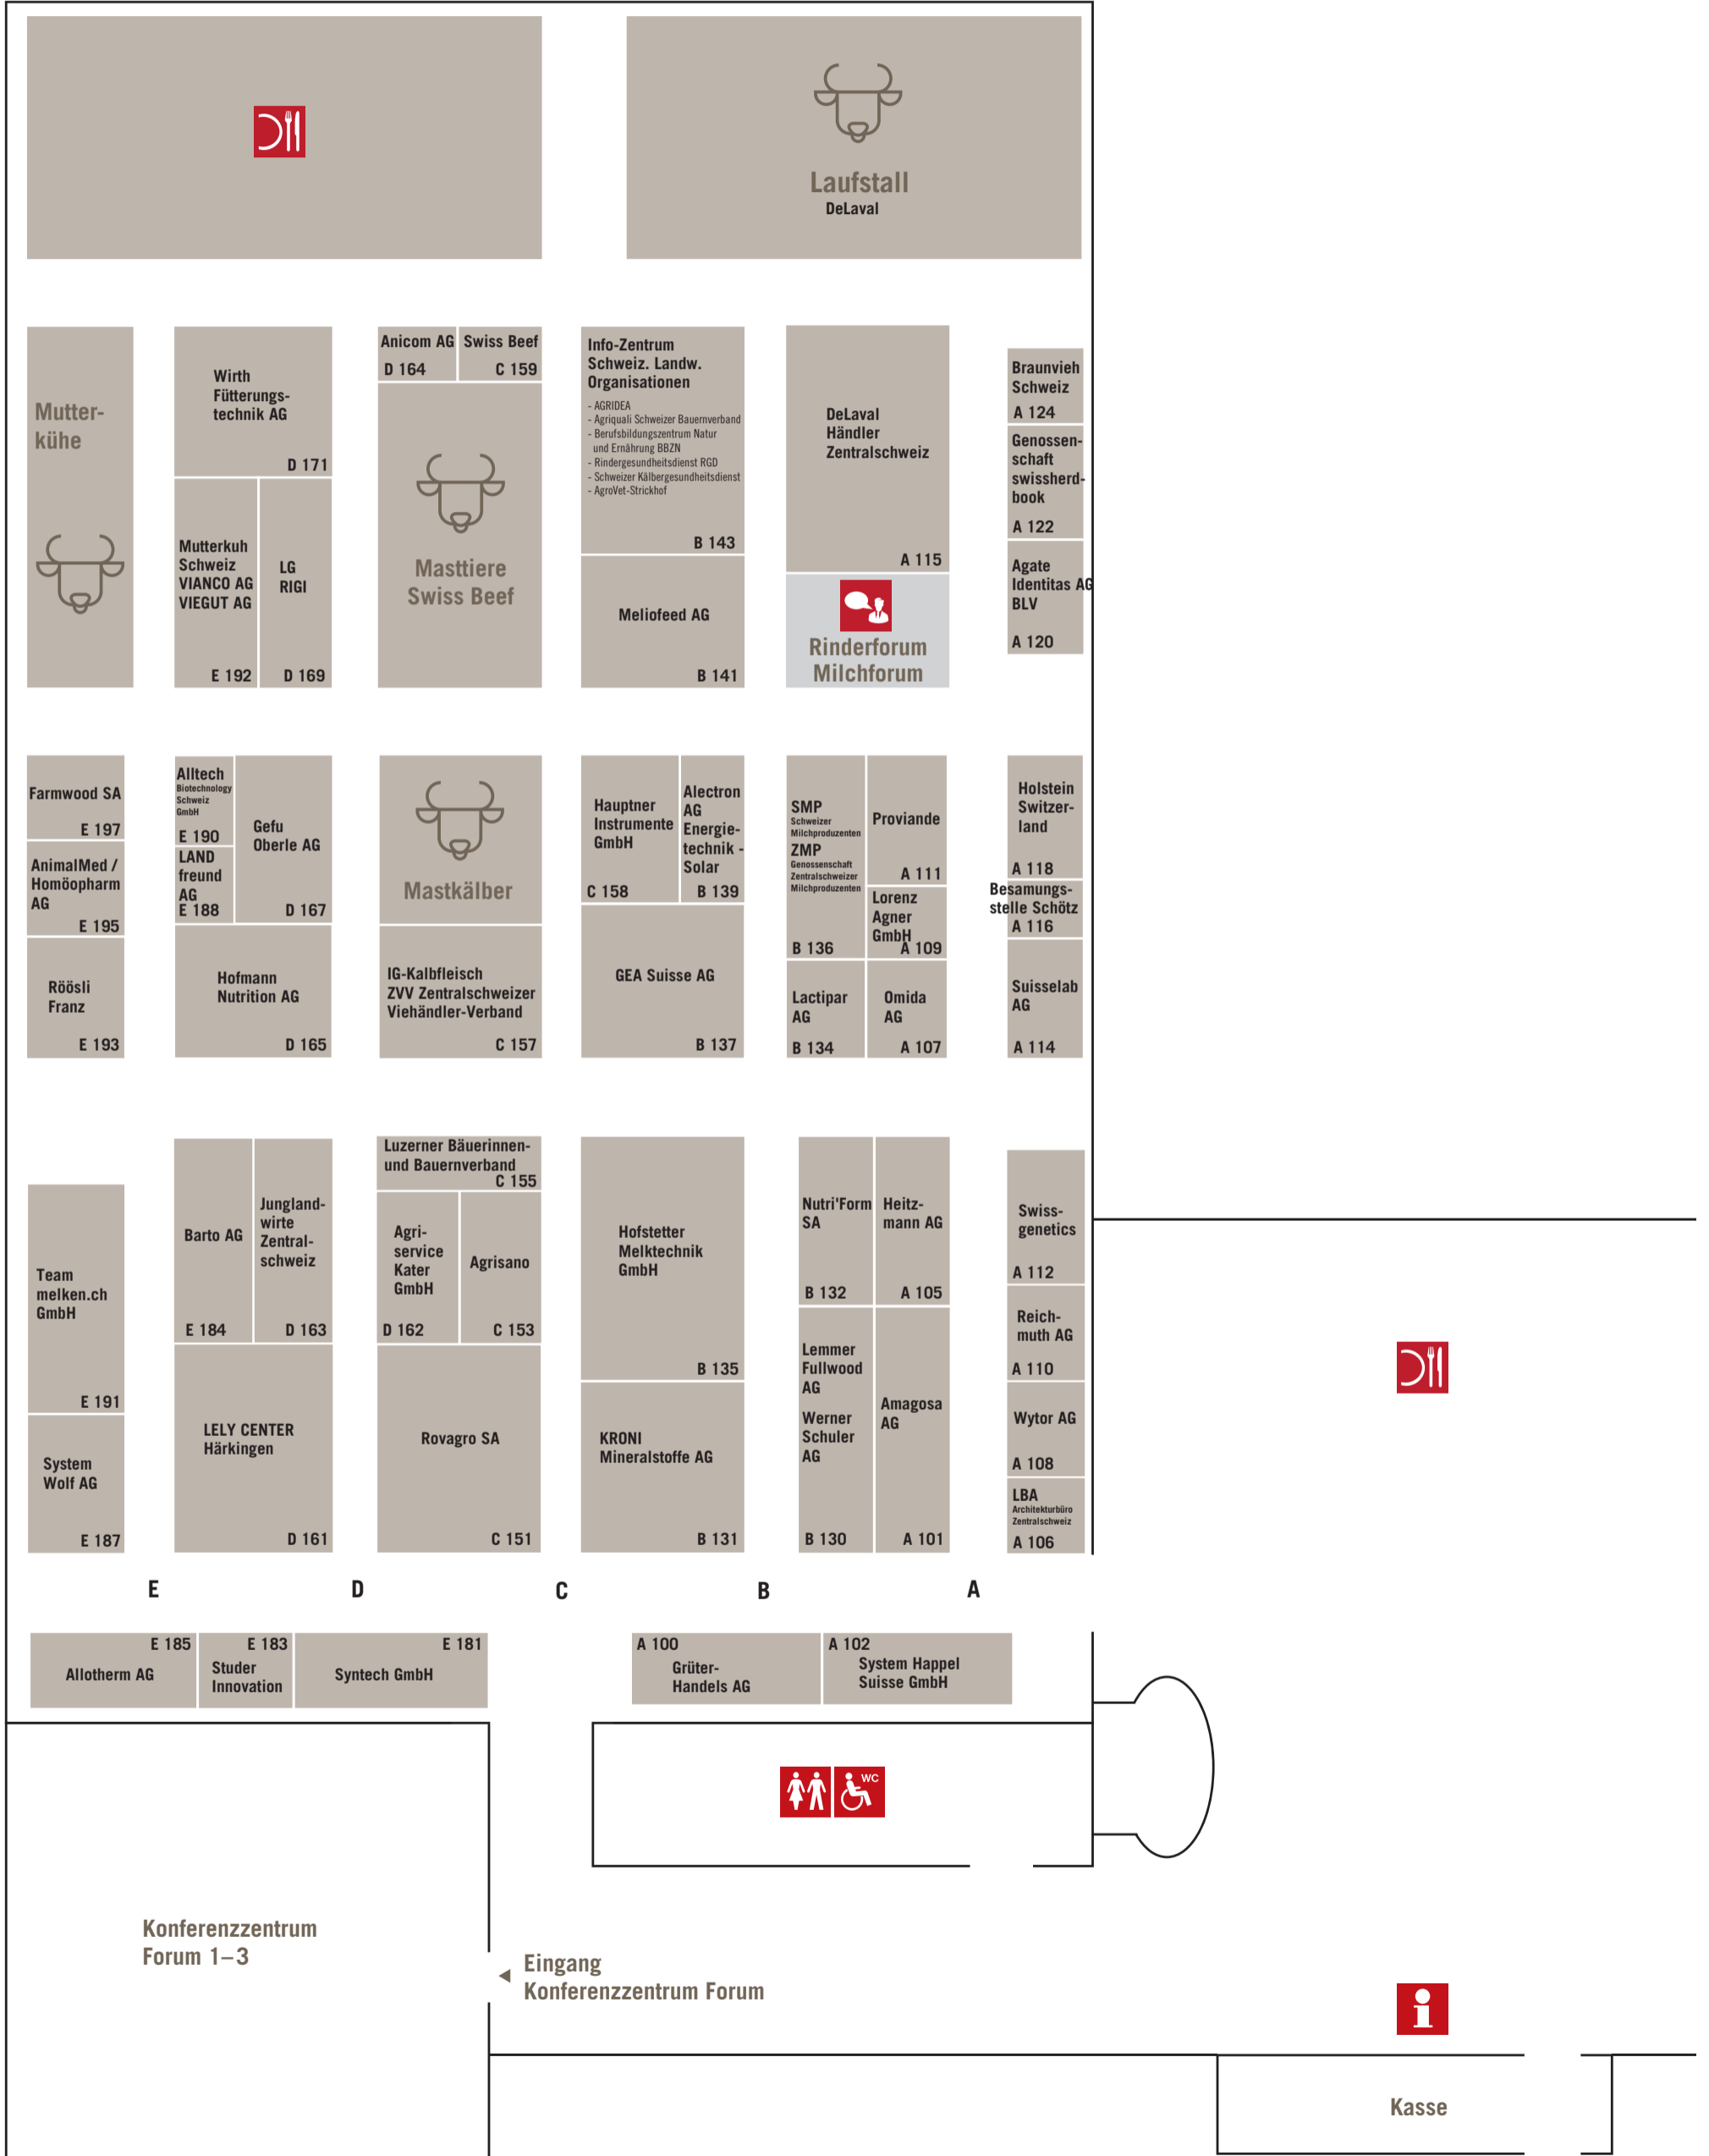 Laufstall
DeLaval
Mutter-
kühe
Wirth
Fütterungs-
technik AG
D 171
Mutterkuh
Schweiz
VIANCO AG
VIEGUT AG
E 192
LG
RIGI
D 169
Anicom AG
D 164
Swiss Beef
C 159
Masttiere
Swiss Beef
Info-Zentrum
Schweiz. Landw.
Organisationen
- AGRIDEA
- Agriquali Schweizer Bauernverband
- Berufsbildungszentrum Natur
und Ernährung BBZN
- Rindergesundheitsdienst RGD
- Schweizer Kälbergesundheitsdienst
- AgroVet-Strickhof
B 143
Meliofeed AG
B 141
DeLaval
Händler
Zentralschweiz
A 115
Rinderforum
Milchforum
Braunvieh
Schweiz
A 124
Genossen-
schaft
swissherd-
book
A 122
Agate
Identitas AG
BLV
A 120
Farmwood SA
E 197
AnimalMed /
Homöopharm
AG
E 195
Röösli
Franz
E 193
Alltech
Biotechnology
Schweiz
GmbH
E 190
LAND
freund
AG
E 188
Gefu
Oberle AG
D 167
Hofmann
Nutrition AG
D 165
Mastkälber
IG-Kalbfleisch
ZVV Zentralschweizer
Viehändler-Verband
C 157
Hauptner
Instrumente
GmbH
C 158
Alectron
AG
Energie-
technik -
Solar
B 139
GEA Suisse AG
B 137
SMP
Schweizer
Milchproduzenten
ZMP
Genossenschaft
Zentralschweizer
Milchproduzenten
B 136
Proviande
A 111
Lorenz
Agner
GmbH
A 109
Lactipar
AG
B 134
Omida
AG
A 107
Holstein
Switzer-
land
A 118
Besamungs-
stelle Schötz
A 116
Suisselab
AG
A 114
Team
melken.ch
GmbH
E 191
System
Wolf AG
E 187
Barto AG
E 184
Jungland-
wirte
Zentral-
schweiz
D 163
LELY CENTER
Härkingen
D 161
Luzerner Bäuerinnen-
und Bauernverband
C 155
Agri-
service
Kater
GmbH
D 162
Agrisano
C 153
Rovagro SA
C 151
Hofstetter
Melktechnik
GmbH
B 135
KRONI
Mineralstoffe AG
B 131
Nutri'Form
SA
B 132
Heitz-
mann AG
A 105
Lemmer
Fullwood
AG
Werner
Schuler
AG
B 130
Amagosa
AG
A 101
Swiss-
genetics
A 112
Reich-
muth AG
A 110
Wytor AG
A 108
LBA
Architekturbüro
Zentralschweiz
A 106
E D C B A
E 185
Allotherm AG
E 183
Studer
Innovation
E 181
Syntech GmbH
A 100
Grüter-
Handels AG
A 102
System Happel
Suisse GmbH
WC
Konferenzzentrum
Forum 1–3
Eingang
Konferenzzentrum Forum
i
Kasse